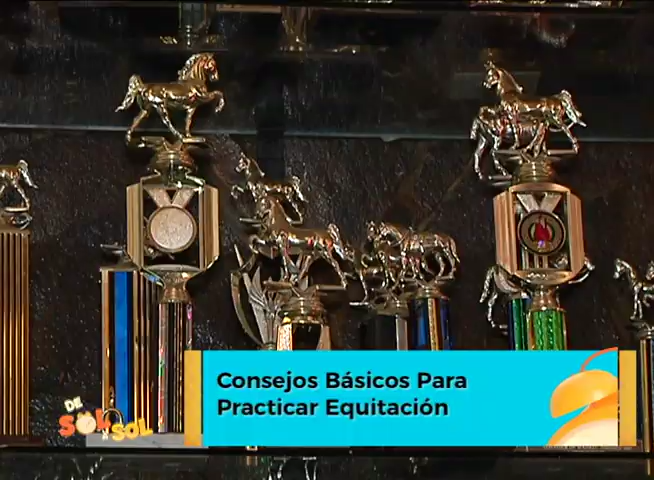 Consejos Básicos Para
Practicar Equitación
DE
SOL
A
SOL